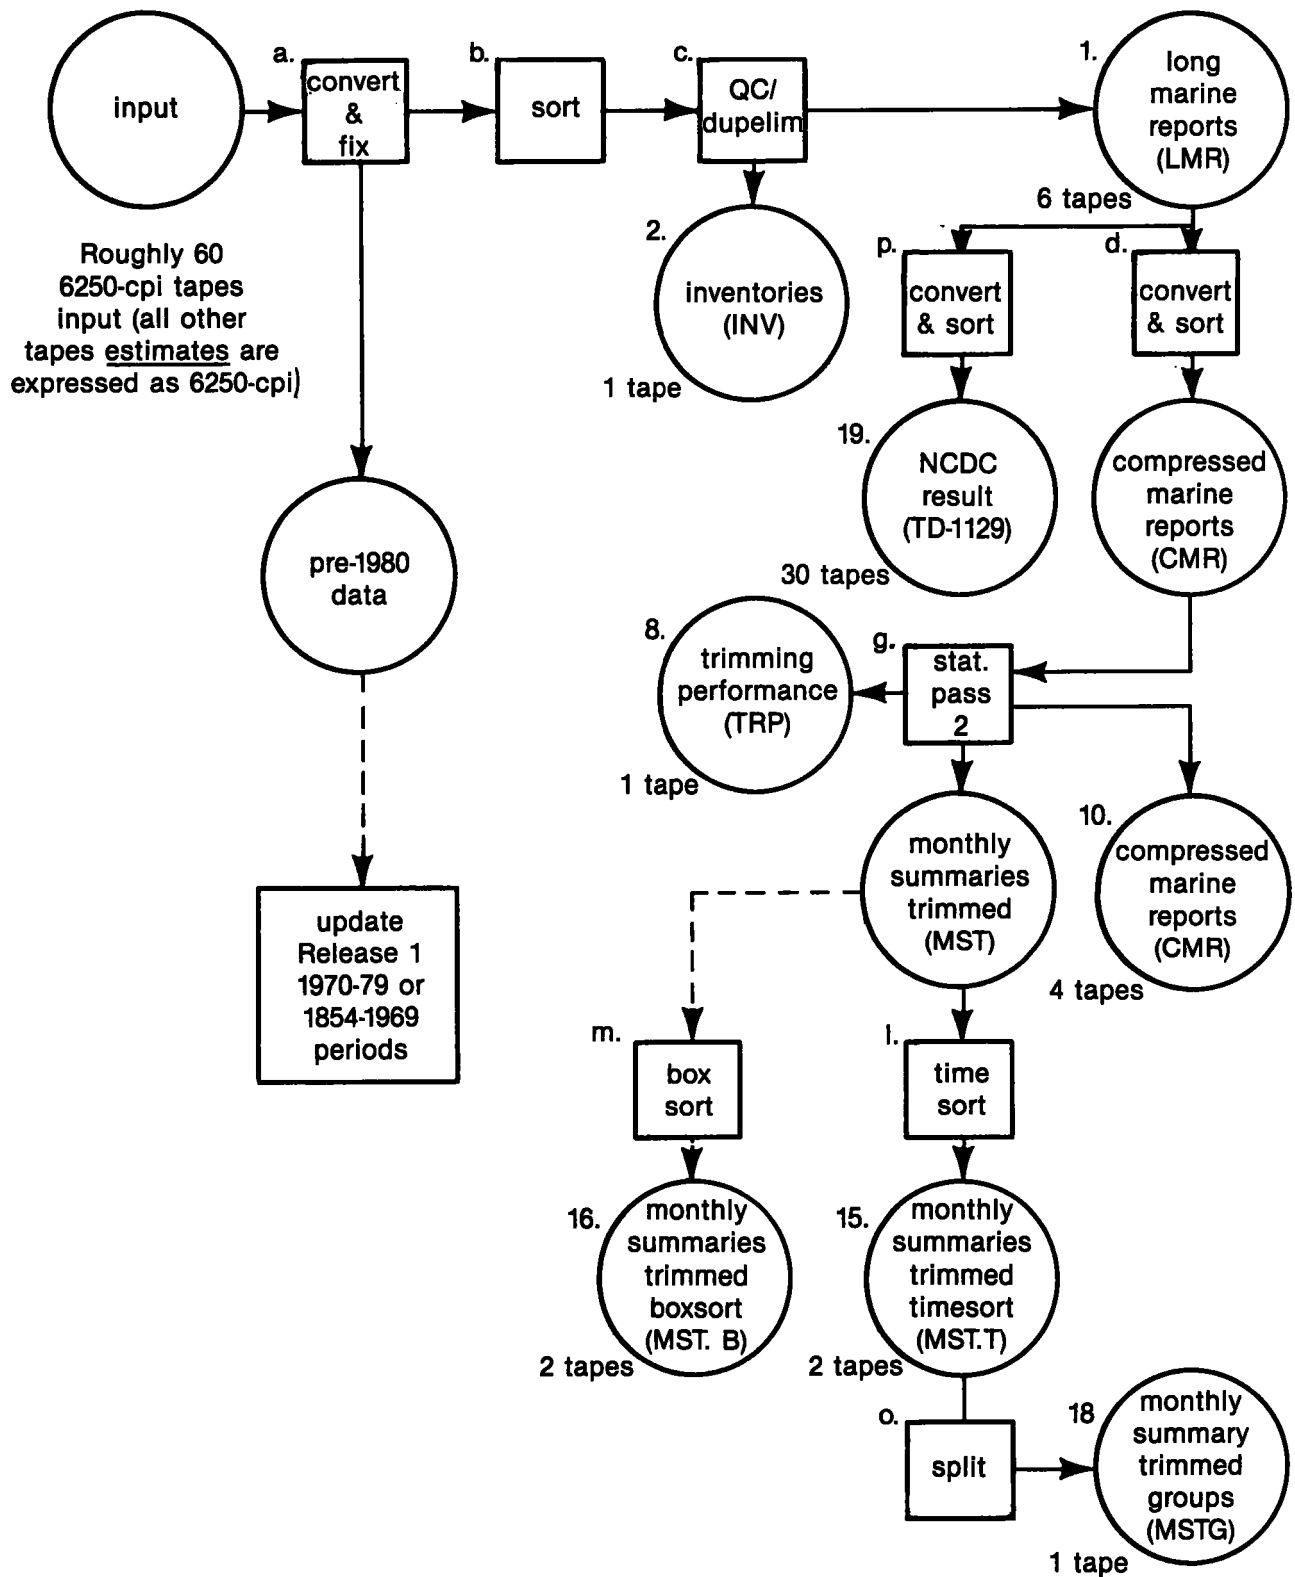 input
a.
convert
&
fix
b.
sort
c.
QC/
dupelim
1.
long
marine
reports
(LMR)
6 tapes
Roughly 60
6250-cpi tapes
input (all other
tapes estimates are
expressed as 6250-cpi)
2.
inventories
(INV)
1 tape
p.
convert
& sort
d.
convert
& sort
19.
NCDC
result
(TD-1129)
30 tapes
compressed
marine
reports
(CMR)
pre-1980
data
8.
trimming
performance
(TRP)
1 tape
g.
stat.
pass
2
monthly
summaries
trimmed
(MST)
10.
compressed
marine
reports
(CMR)
4 tapes
update
Release 1
1970-79 or
1854-1969
periods
m.
box
sort
l.
time
sort
16.
monthly
summaries
trimmed
boxsort
(MST. B)
2 tapes
15.
monthly
summaries
trimmed
timesort
(MST.T)
2 tapes
o.
split
18
monthly
summary
trimmed
groups
(MSTG)
1 tape